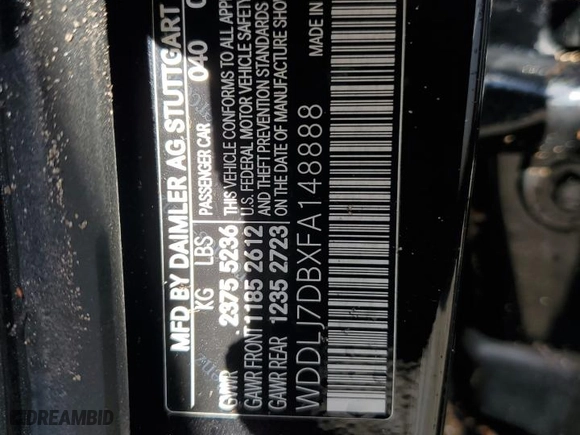 MFD BY DAIMLER AG. STUTTGART
KG LBS
GVWR 2375 5236
GAWR FRONT 1185 2612
GAWR REAR 1235 2723
WDDLJ7DBXFA148888
040
PASSENGER CAR
THIS VEHICLE CONFORMS TO ALL APPL
U.S. FEDERAL MOTOR VEHICLE SAFETY
AND THEFT PREVENTION STANDARDS
ON THE DATE OF MANUFACTURE SHOW
MADE IN
DREAMBID